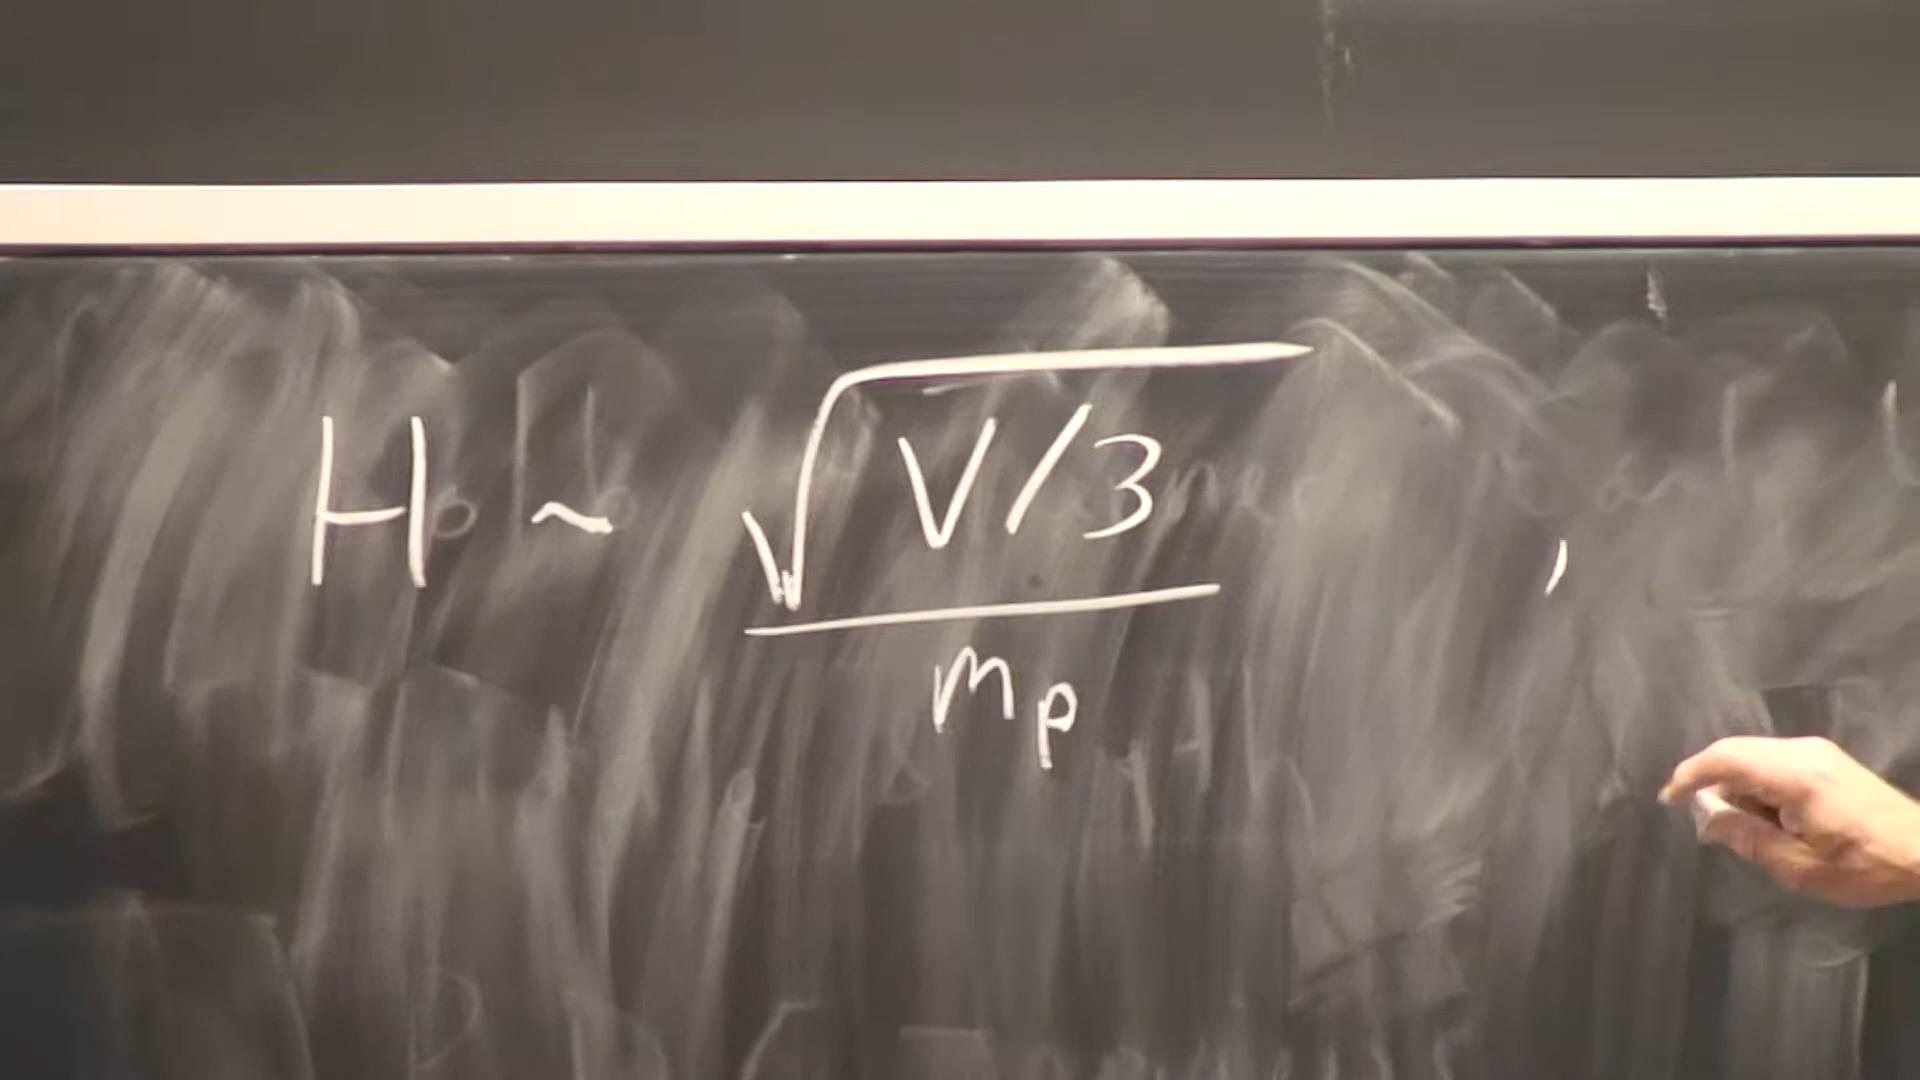 H ~ √(V/3) / m_p ,